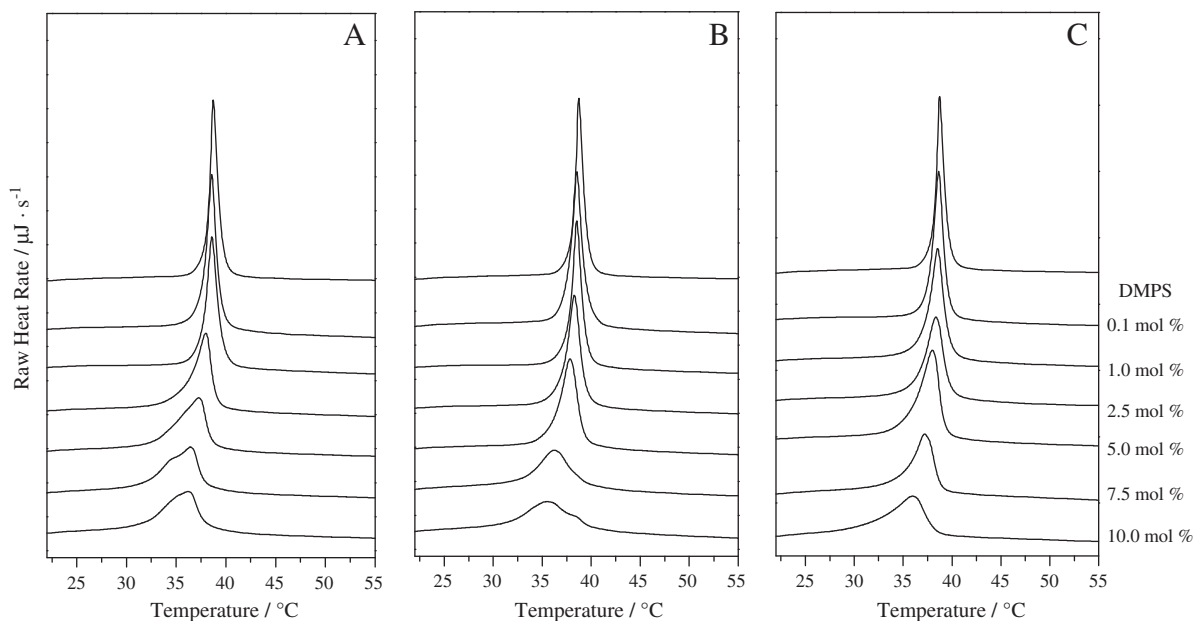 A
B
C
Raw Heat Rate / μJ · s⁻¹
DMPS
0.1 mol %
1.0 mol %
2.5 mol %
5.0 mol %
7.5 mol %
10.0 mol %
25 30 35 40 45 50 55
25 30 35 40 45 50 55
25 30 35 40 45 50 55
Temperature / °C
Temperature / °C
Temperature / °C